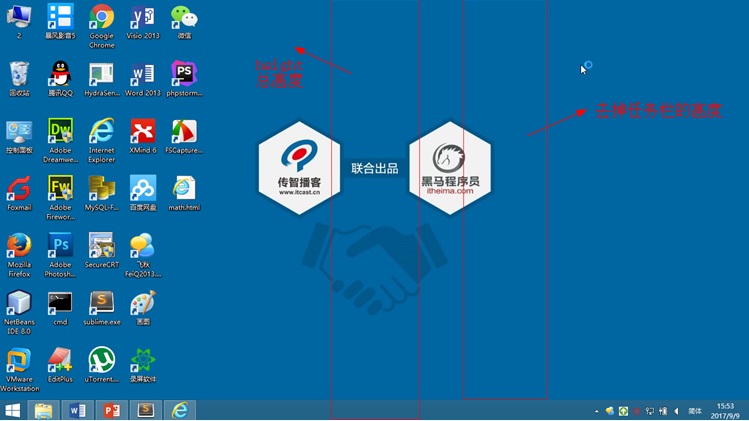 2
暴风影音5
Google Chrome
Visio 2013
微信
回收站
腾讯QQ
HydraSen...
Word 2013
phpstorm...
控制面板
Adobe Dreamwe...
Internet Explorer
XMind 6
FSCapture...
Foxmail
Adobe Firewor...
MySQL-F...
百度网盘
math.html
Mozilla Firefox
Adobe Photosh...
SecureCRT
飞秋 FeiQ2013....
NetBeans IDE 8.0
cmd
sublime.exe
画图
VMware Workstation
EditPlus
uTorrent....
录屏软件
传智播客
www.itcast.cn
联合出品
黑马程序员
itheima.com
简体
15:53
2017/9/9